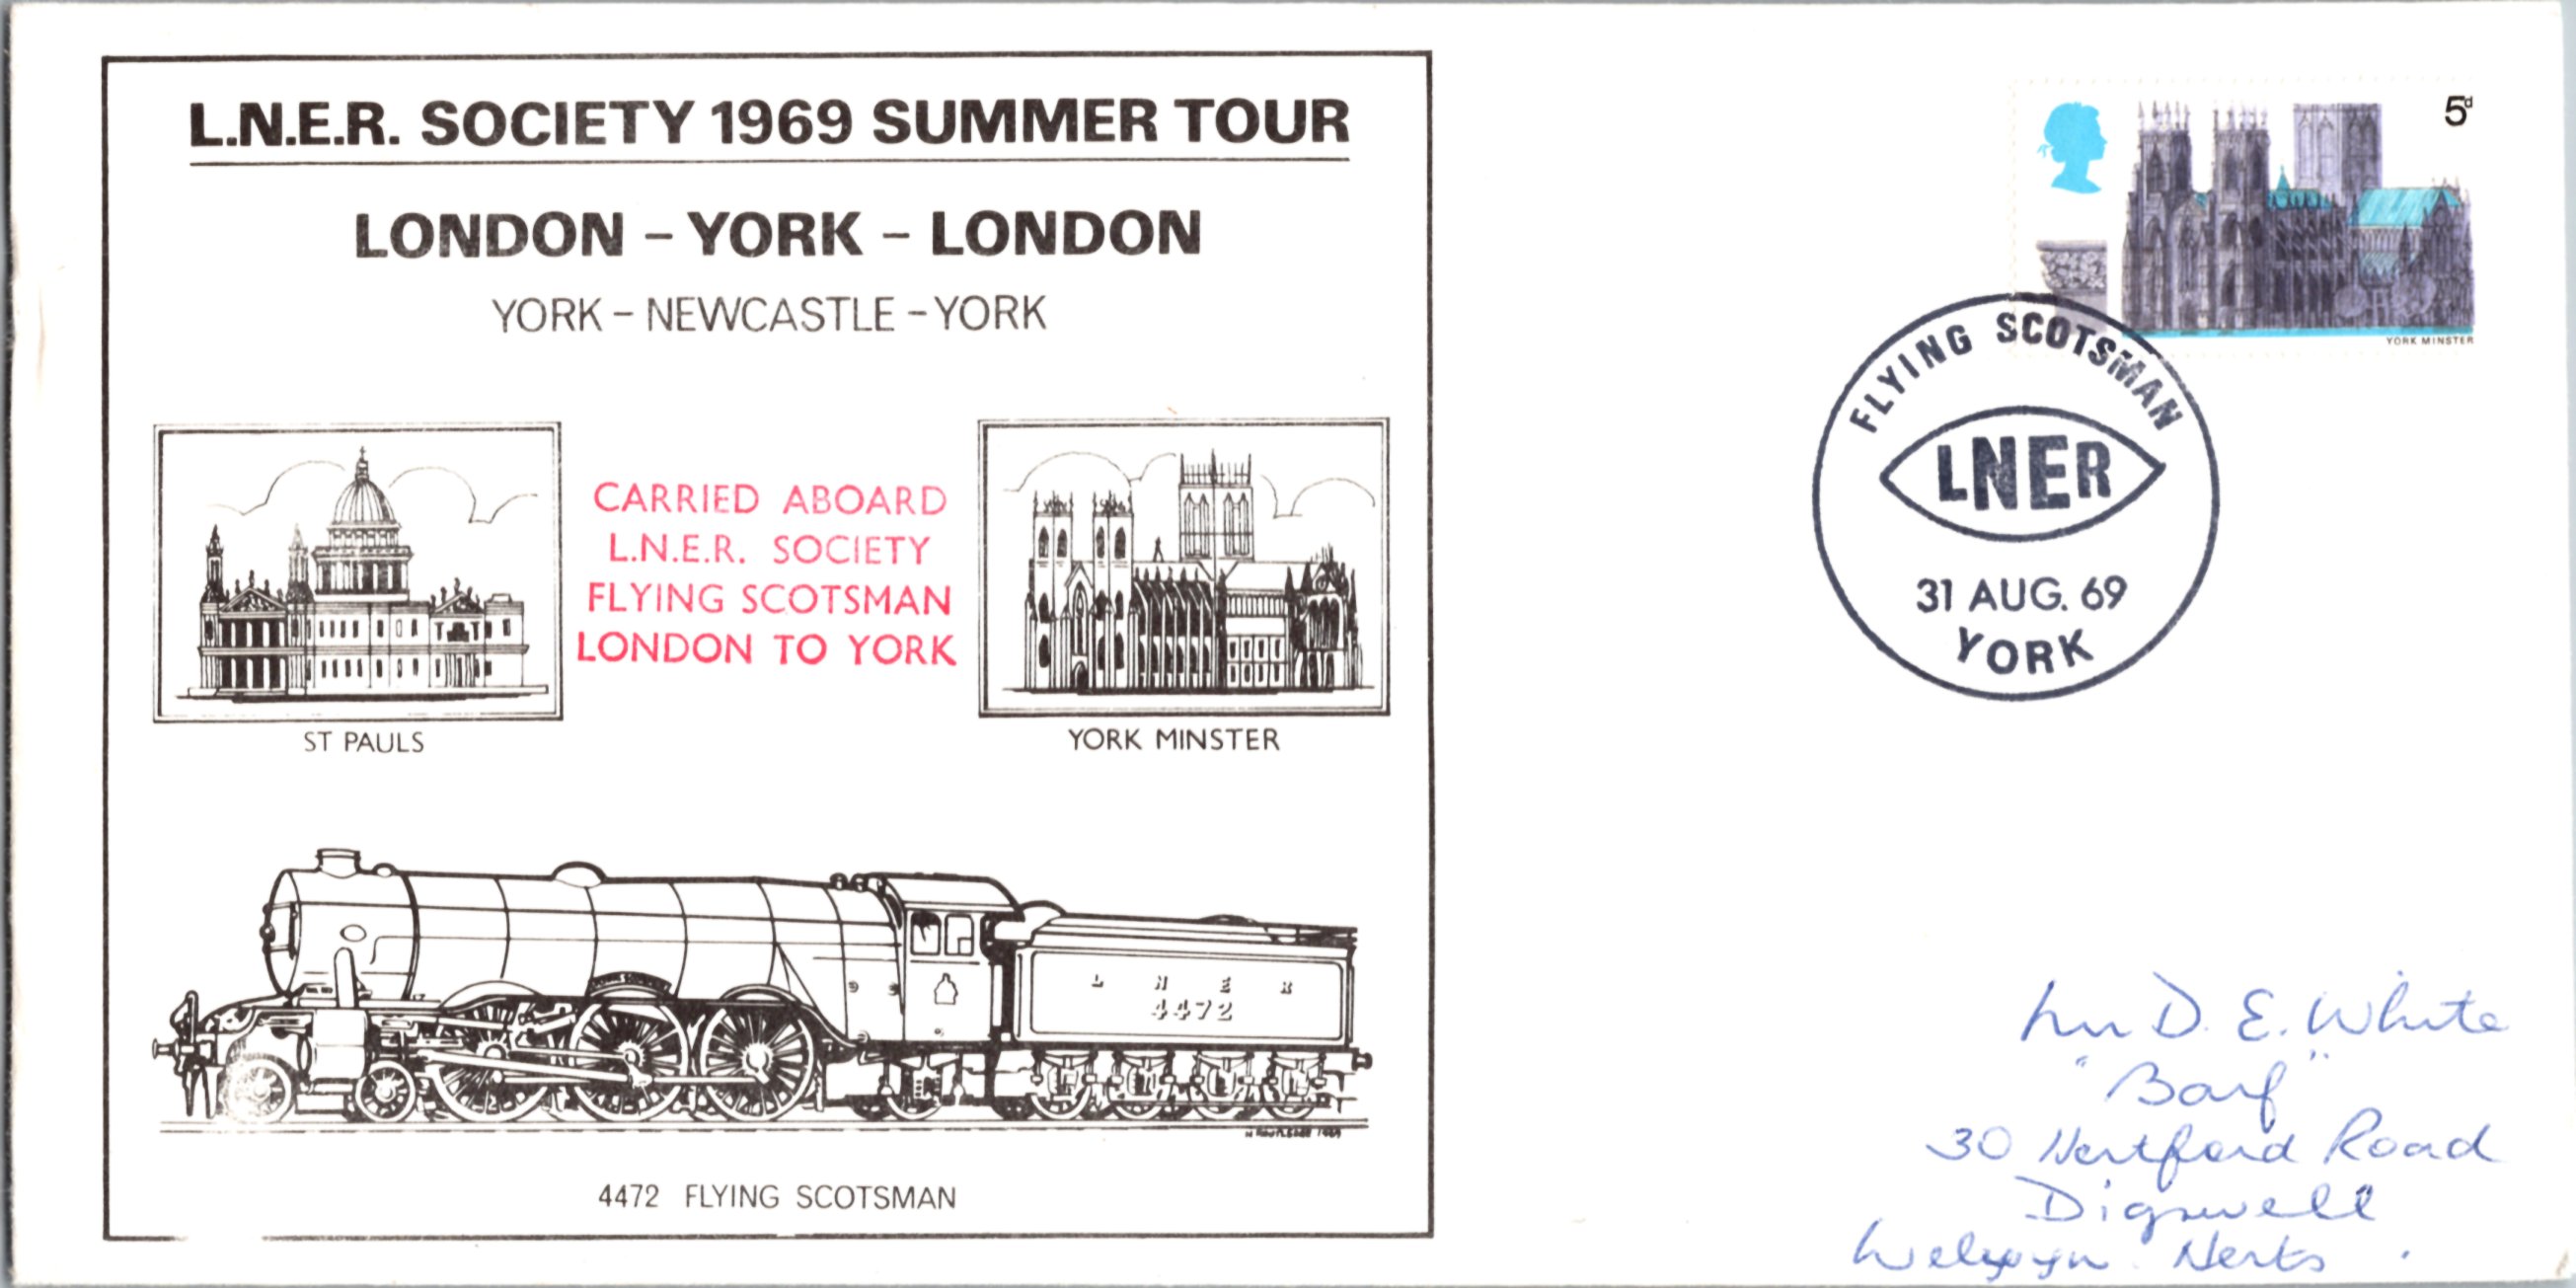 L.N.E.R. SOCIETY 1969 SUMMER TOUR
LONDON – YORK – LONDON
YORK – NEWCASTLE – YORK
CARRIED ABOARD
L.N.E.R. SOCIETY
FLYING SCOTSMAN
LONDON TO YORK
ST PAULS
YORK MINSTER
L N E R
4472
4472 FLYING SCOTSMAN
5d
YORK MINSTER
FLYING SCOTSMAN
LNER
31 AUG. 69
YORK
D. E. White
30 Hertford Road
Digswell
Welwyn Herts.